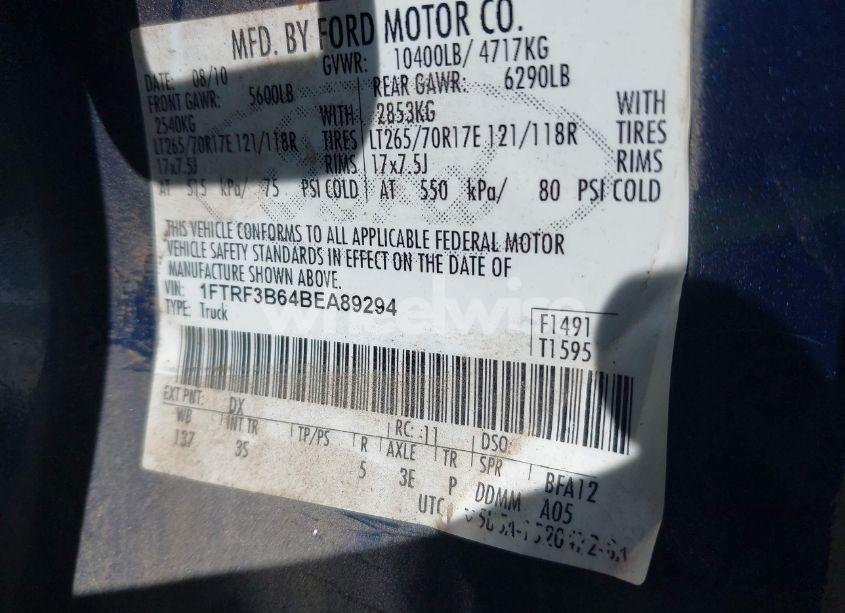 MFD. BY FORD MOTOR CO.
DATE: 08/10 GVWR: 10400LB/ 4717KG
FRONT GAWR: 5600LB REAR GAWR: 6290LB
2540KG WITH 2853KG WITH
LT265/70R17E 121/118R TIRES LT265/70R17E 121/118R TIRES
17x7.5J RIMS 17x7.5J RIMS
AT 515 kPa/ 75 PSI COLD AT 550 kPa/ 80 PSI COLD
THIS VEHICLE CONFORMS TO ALL APPLICABLE FEDERAL MOTOR
VEHICLE SAFETY STANDARDS IN EFFECT ON THE DATE OF
MANUFACTURE SHOWN ABOVE.
VIN: 1FTRF3B64BEA89294
TYPE: Truck
F1491
T1595
wheelwise
EXT PNT: DX RC: 11 DSO:
WB INT TR TP/PS R AXLE TR SPR BFA12
137 3S 5 3E P DDMM A05
UTC